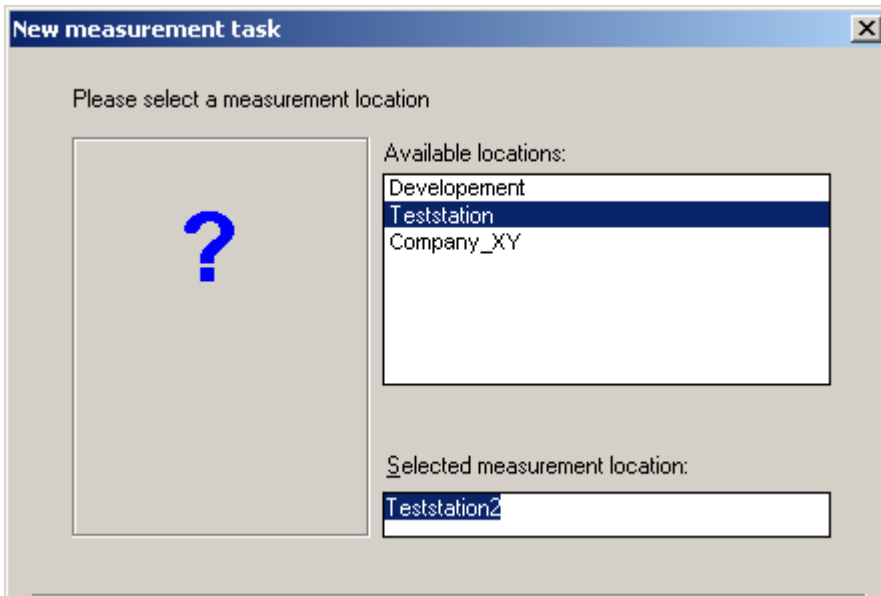 New measurement task
Please select a measurement location
?
Available locations:
Developement
Teststation
Company_XY
Selected measurement location:
Teststation2